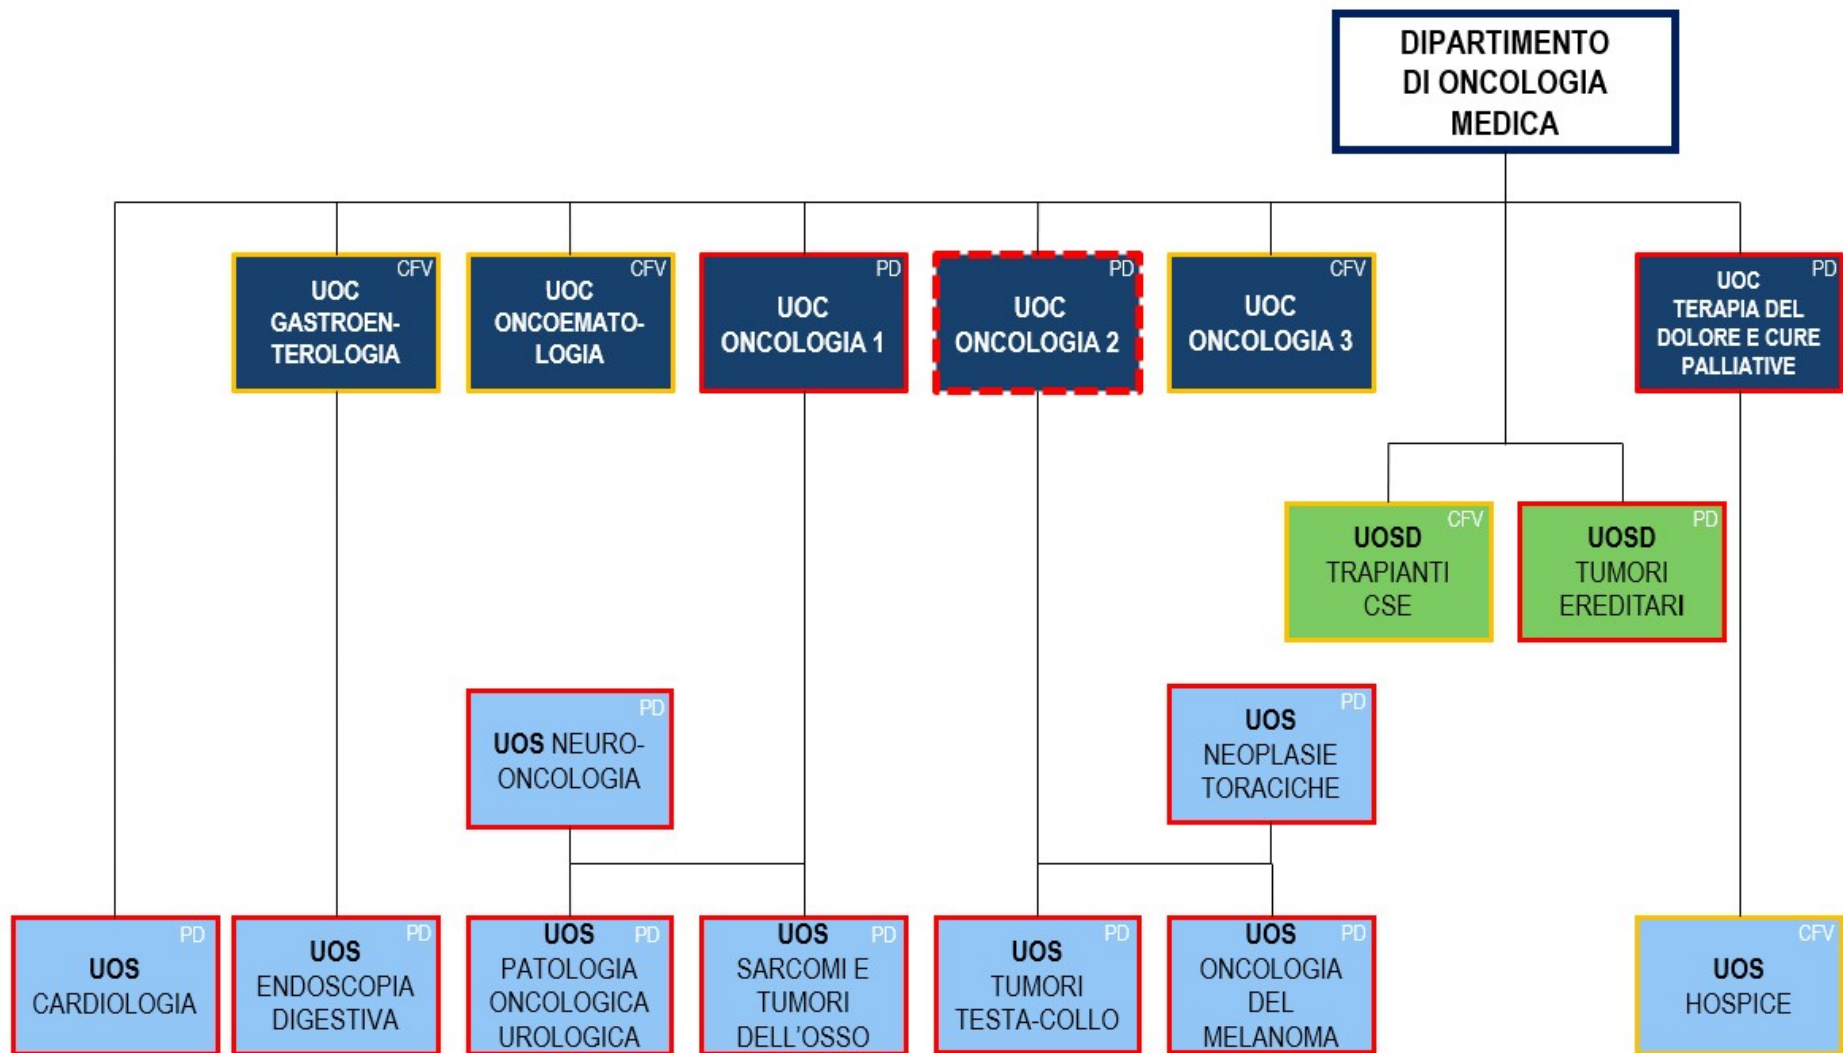 DIPARTIMENTO
DI ONCOLOGIA
MEDICA
CFV
UOC
GASTROEN-
TEROLOGIA
CFV
UOC
ONCOEMATO-
LOGIA
PD
UOC
ONCOLOGIA 1
PD
UOC
ONCOLOGIA 2
CFV
UOC
ONCOLOGIA 3
PD
UOC
TERAPIA DEL
DOLORE E CURE
PALLIATIVE
CFV
UOSD
TRAPIANTI
CSE
PD
UOSD
TUMORI
EREDITARI
PD
UOS NEURO-
ONCOLOGIA
PD
UOS
NEOPLASIE
TORACICHE
PD
UOS
CARDIOLOGIA
PD
UOS
ENDOSCOPIA
DIGESTIVA
UOS PD
PATOLOGIA
ONCOLOGICA
UROLOGICA
UOS PD
SARCOMI E
TUMORI
DELL'OSSO
PD
UOS
TUMORI
TESTA-COLLO
UOS PD
ONCOLOGIA
DEL
MELANOMA
CFV
UOS
HOSPICE